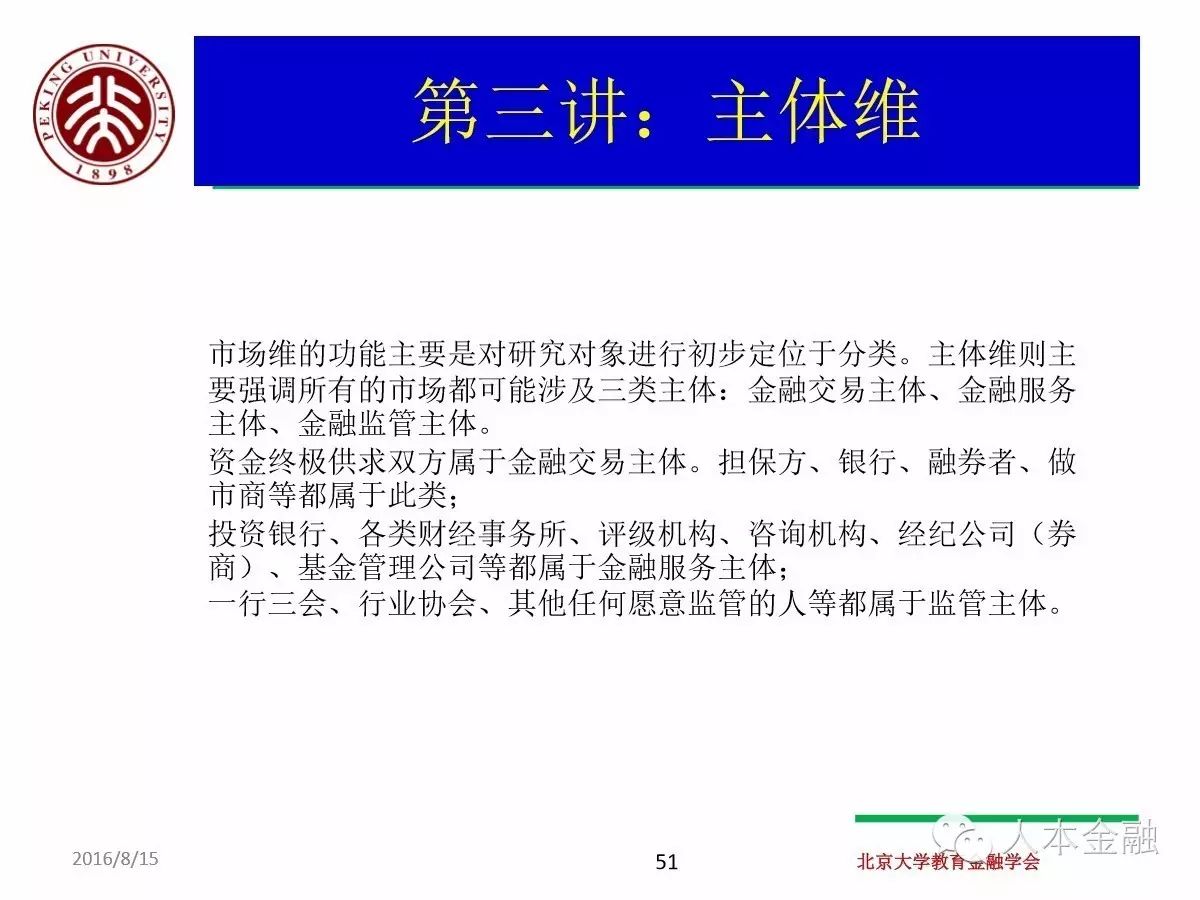 PEKING UNIVERSITY
1898
第三讲：主体维
市场维的功能主要是对研究对象进行初步定位于分类。主体维则主
要强调所有的市场都可能涉及三类主体：金融交易主体、金融服务
主体、金融监管主体。
资金终极供求双方属于金融交易主体。担保方、银行、融券者、做
市商等都属于此类；
投资银行、各类财经事务所、评级机构、咨询机构、经纪公司（券
商）、基金管理公司等都属于金融服务主体；
一行三会、行业协会、其他任何愿意监管的人等都属于监管主体。
人本金融
2016/8/15
51
北京大学教育金融学会